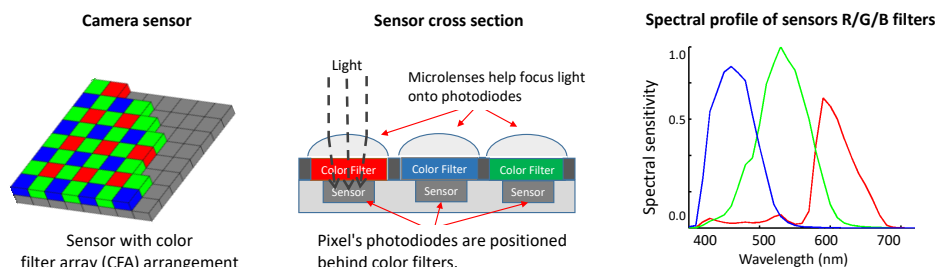 Camera sensor
Sensor with color
filter array (CFA) arrangement
Sensor cross section
Light
Microlenses help focus light
onto photodiodes
Color Filter
Color Filter
Color Filter
Sensor
Sensor
Sensor
Pixel's photodiodes are positioned
behind color filters.
Spectral profile of sensors R/G/B filters
Spectral sensitivity
1.0
0.5
0.0
400
500
600
700
Wavelength (nm)